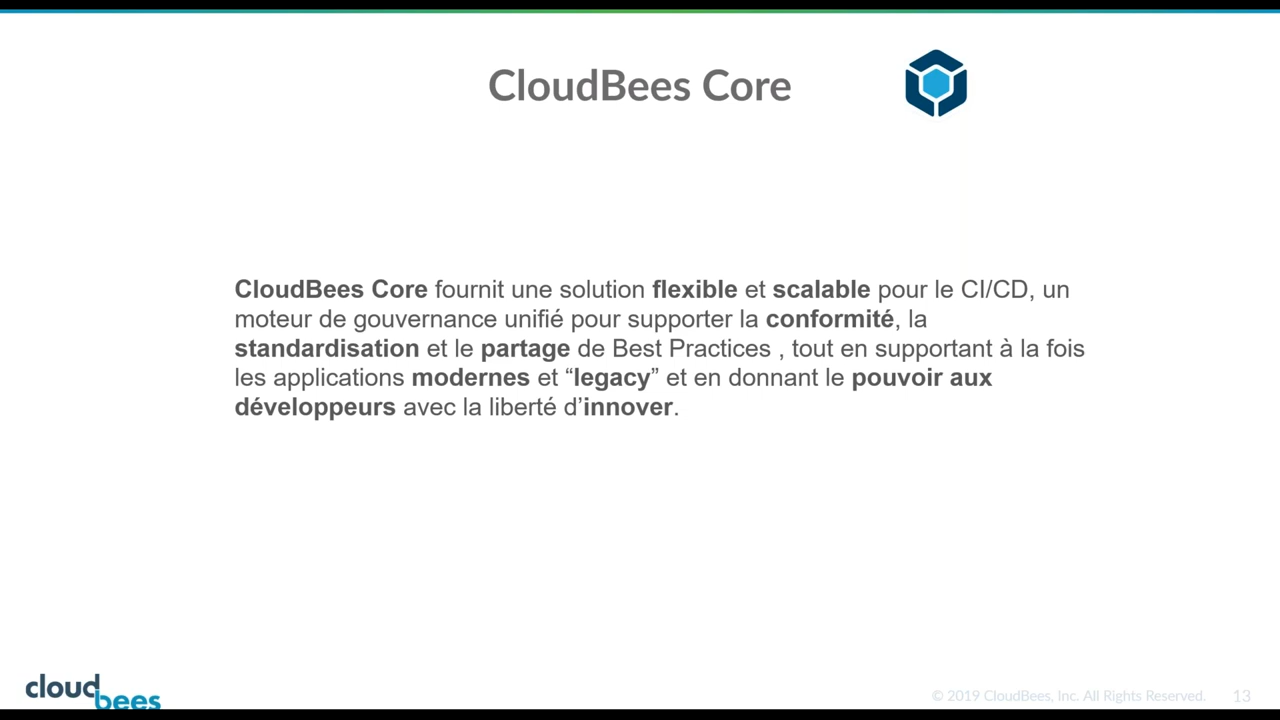 CloudBees Core
CloudBees Core fournit une solution flexible et scalable pour le CI/CD, un
moteur de gouvernance unifié pour supporter la conformité, la
standardisation et le partage de Best Practices , tout en supportant à la fois
les applications modernes et “legacy” et en donnant le pouvoir aux
développeurs avec la liberté d’innover.
cloud
bees
© 2019 CloudBees, Inc. All Rights Reserved. 13